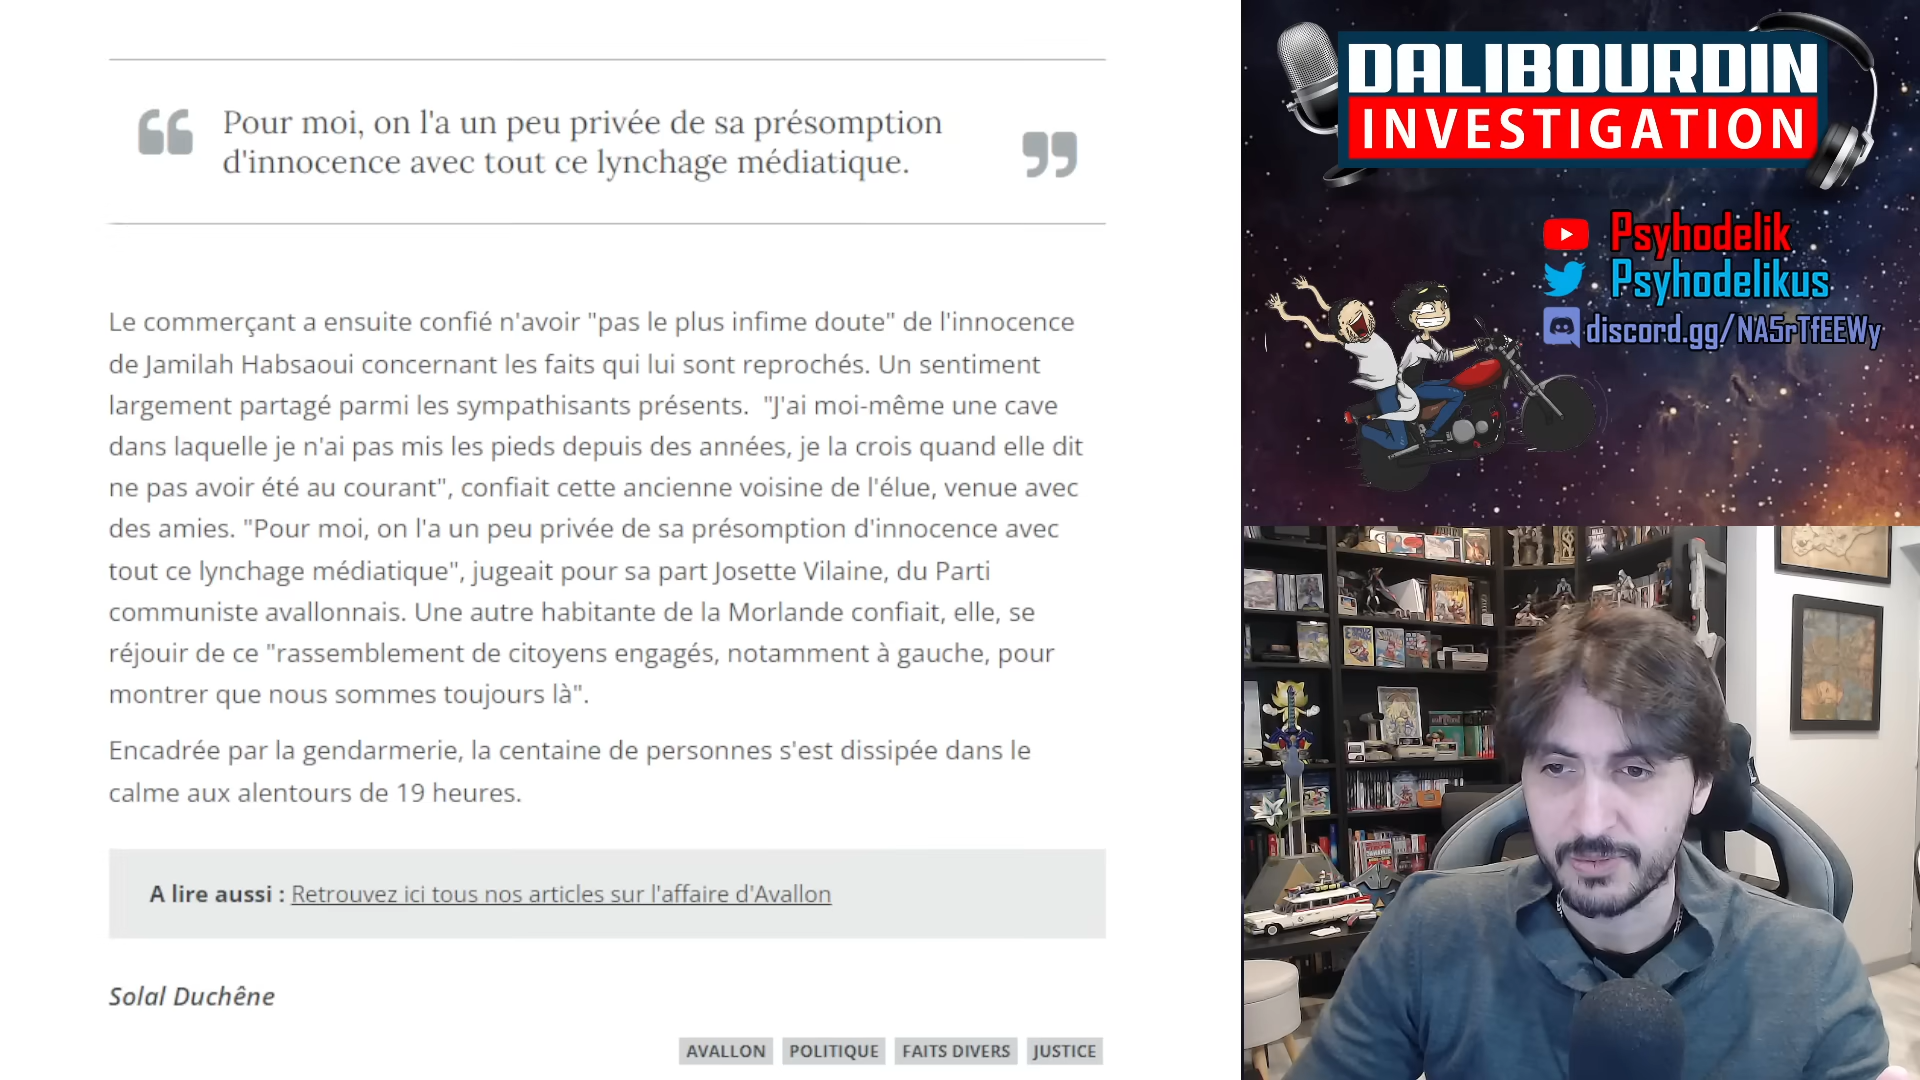 Pour moi, on l'a un peu privée de sa présomption
d'innocence avec tout ce lynchage médiatique.
Le commerçant a ensuite confié n'avoir "pas le plus infime doute" de l'innocence
de Jamilah Habsaoui concernant les faits qui lui sont reprochés. Un sentiment
largement partagé parmi les sympathisants présents.  "J'ai moi-même une cave
dans laquelle je n'ai pas mis les pieds depuis des années, je la crois quand elle dit
ne pas avoir été au courant", confiait cette ancienne voisine de l'élue, venue avec
des amies. "Pour moi, on l'a un peu privée de sa présomption d'innocence avec
tout ce lynchage médiatique", jugeait pour sa part Josette Vilaine, du Parti
communiste avallonnais. Une autre habitante de la Morlande confiait, elle, se
réjouir de ce "rassemblement de citoyens engagés, notamment à gauche, pour
montrer que nous sommes toujours là".
Encadrée par la gendarmerie, la centaine de personnes s'est dissipée dans le
calme aux alentours de 19 heures.
A lire aussi : Retrouvez ici tous nos articles sur l'affaire d'Avallon
Solal Duchêne
AVALLON POLITIQUE FAITS DIVERS JUSTICE
DALIBOURDIN
INVESTIGATION
Psyhodelik
Psyhodelikus
discord.gg/NA5rTfEEWy